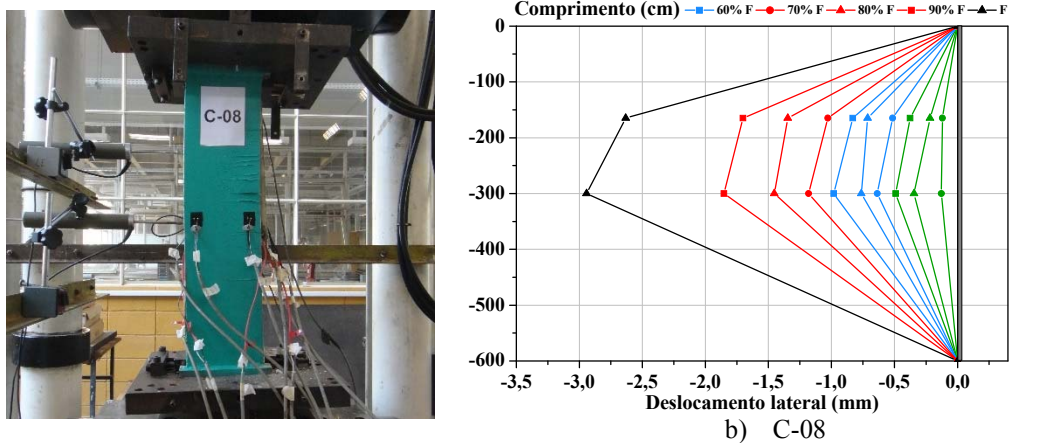 C-08
Comprimento (cm) 60% F 70% F 80% F 90% F F
0
-100
-200
-300
-400
-500
-600
-3,5 -3,0 -2,5 -2,0 -1,5 -1,0 -0,5 0,0
Deslocamento lateral (mm)
b) C-08